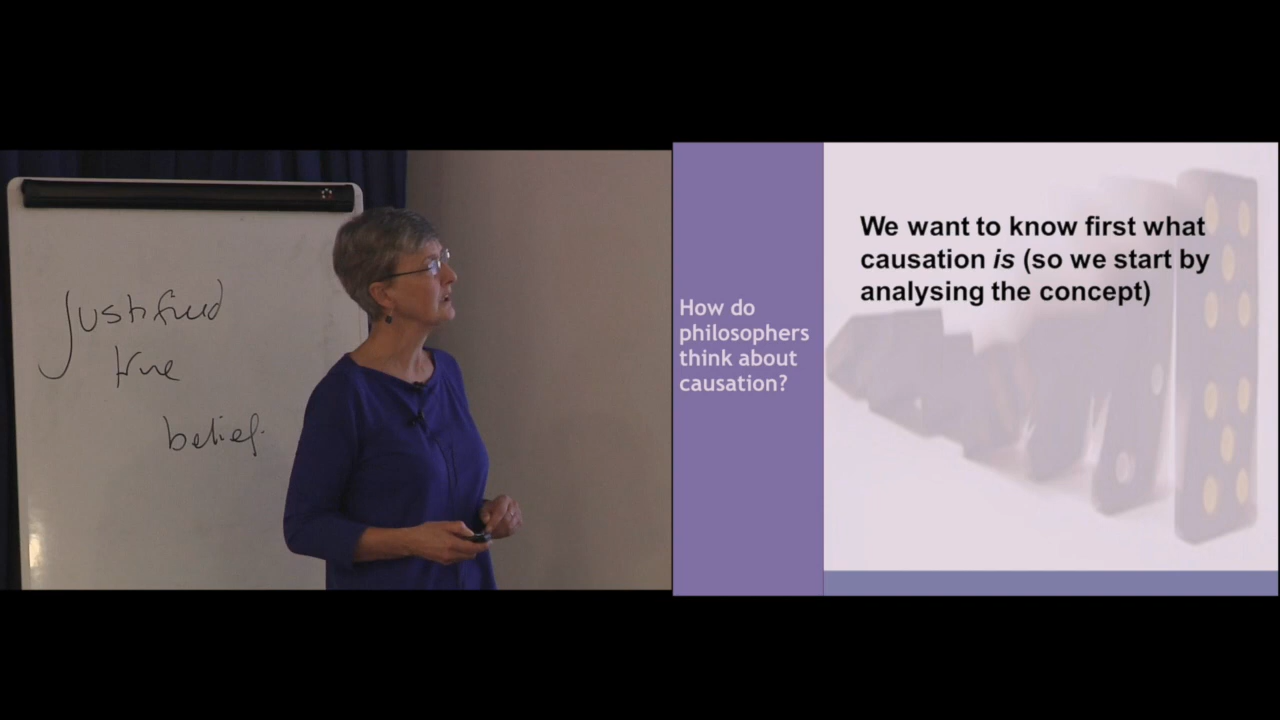 Justified
true
belief.
How do
philosophers
think about
causation?
We want to know first what
causation is (so we start by
analysing the concept)